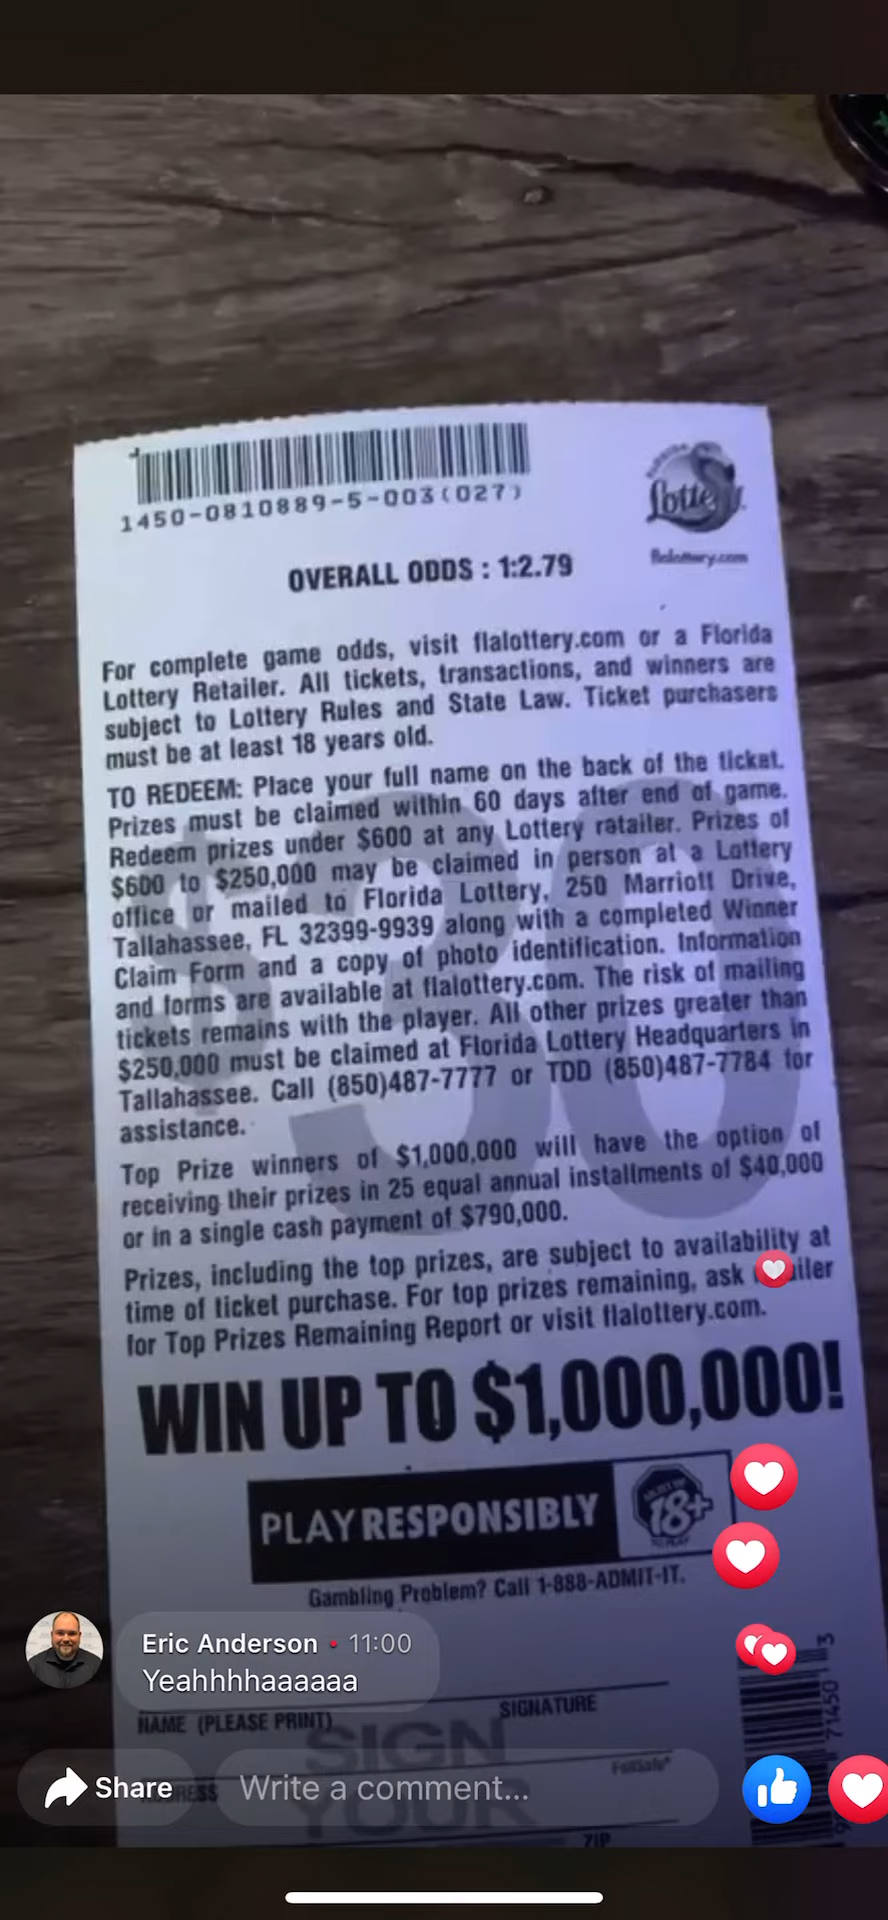 1450-0810889-5-003(027)
FLORIDA
Lottery
flalottery.com
OVERALL ODDS : 1:2.79
For complete game odds, visit flalottery.com or a Florida
Lottery Retailer. All tickets, transactions, and winners are
subject to Lottery Rules and State Law. Ticket purchasers
must be at least 18 years old.
TO REDEEM: Place your full name on the back of the ticket.
Prizes must be claimed within 60 days after end of game.
Redeem prizes under $600 at any Lottery retailer. Prizes of
$600 to $250,000 may be claimed in person at a Lottery
office or mailed to Florida Lottery, 250 Marriott Drive,
Tallahassee, FL 32399-9939 along with a completed Winner
Claim Form and a copy of photo identification. Information
and forms are available at flalottery.com. The risk of mailing
tickets remains with the player. All other prizes greater than
$250,000 must be claimed at Florida Lottery Headquarters in
Tallahassee. Call (850)487-7777 or TDD (850)487-7784 for
assistance.
$30
Top Prize winners of $1,000,000 will have the option of
receiving their prizes in 25 equal annual installments of $40,000
or in a single cash payment of $790,000.
Prizes, including the top prizes, are subject to availability at
time of ticket purchase. For top prizes remaining, ask iler
for Top Prizes Remaining Report or visit flalottery.com.
WIN UP TO $1,000,000!
PLAY RESPONSIBLY
18+
Gambling Problem? Call 1-888-ADMIT-IT.
Eric Anderson • 11:00
Yeahhhhaaaaaa
NAME (PLEASE PRINT)
SIGNATURE
SIGN
YOUR
FailSafe
71450
3
Share
Write a comment...
ZIP